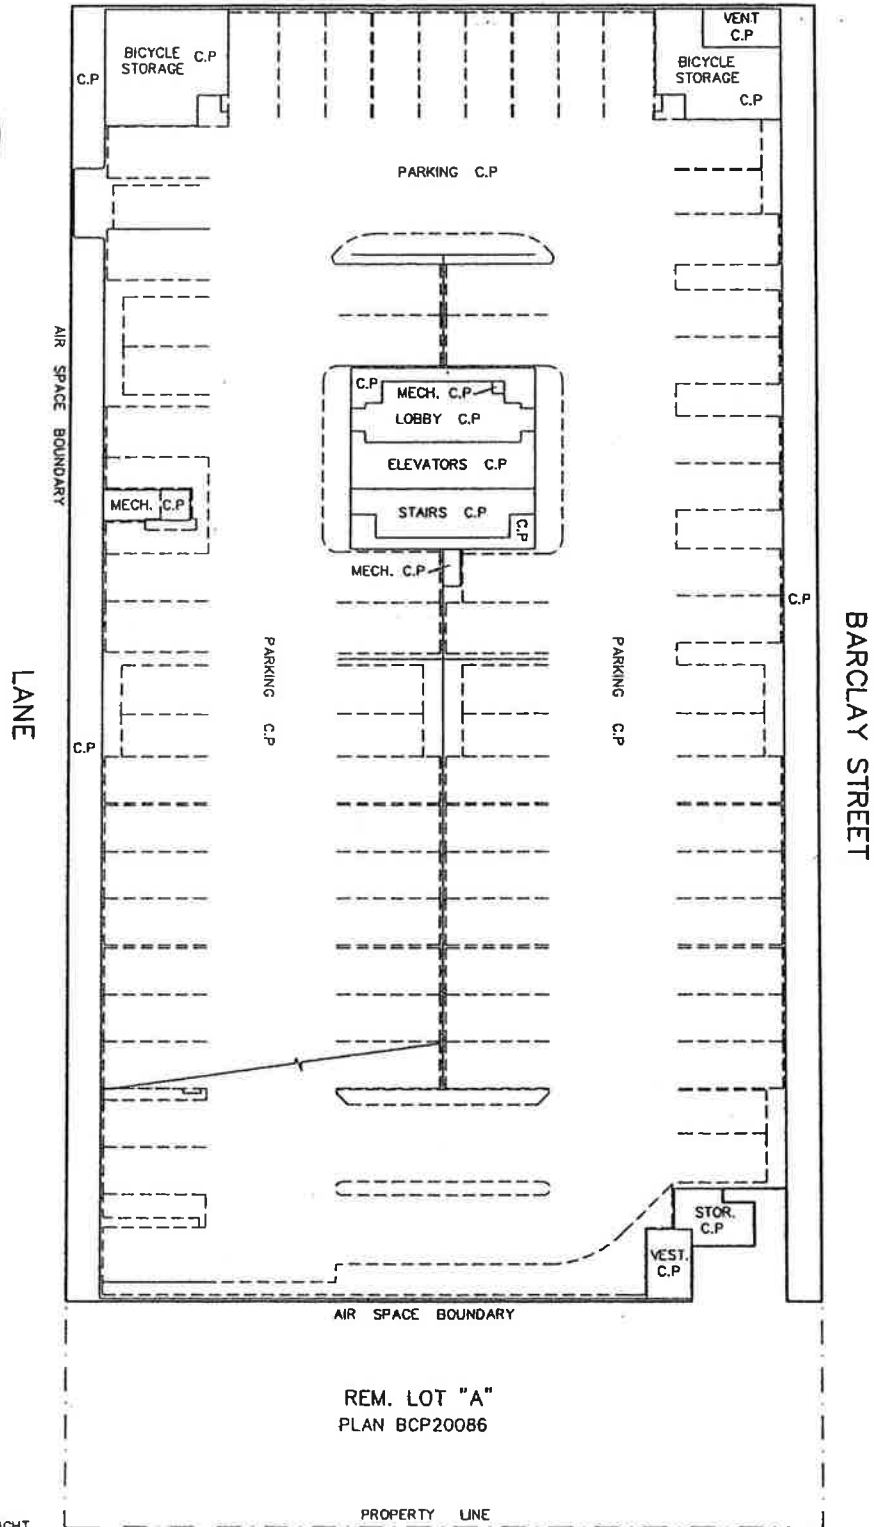 VENT
C.P
BICYCLE C.P
STORAGE
C.P
BICYCLE
STORAGE
C.P
PARKING C.P
AIR SPACE BOUNDARY
C.P
MECH. C.P
LOBBY C.P
ELEVATORS C.P
MECH. C.P
STAIRS C.P
C.P
MECH. C.P
C.P
PARKING C.P
PARKING C.P
BARCLAY STREET
LANE
C.P
STOR.
C.P
VEST.
C.P
AIR SPACE BOUNDARY
REM. LOT "A"
PLAN BCP20086
PROPERTY LINE